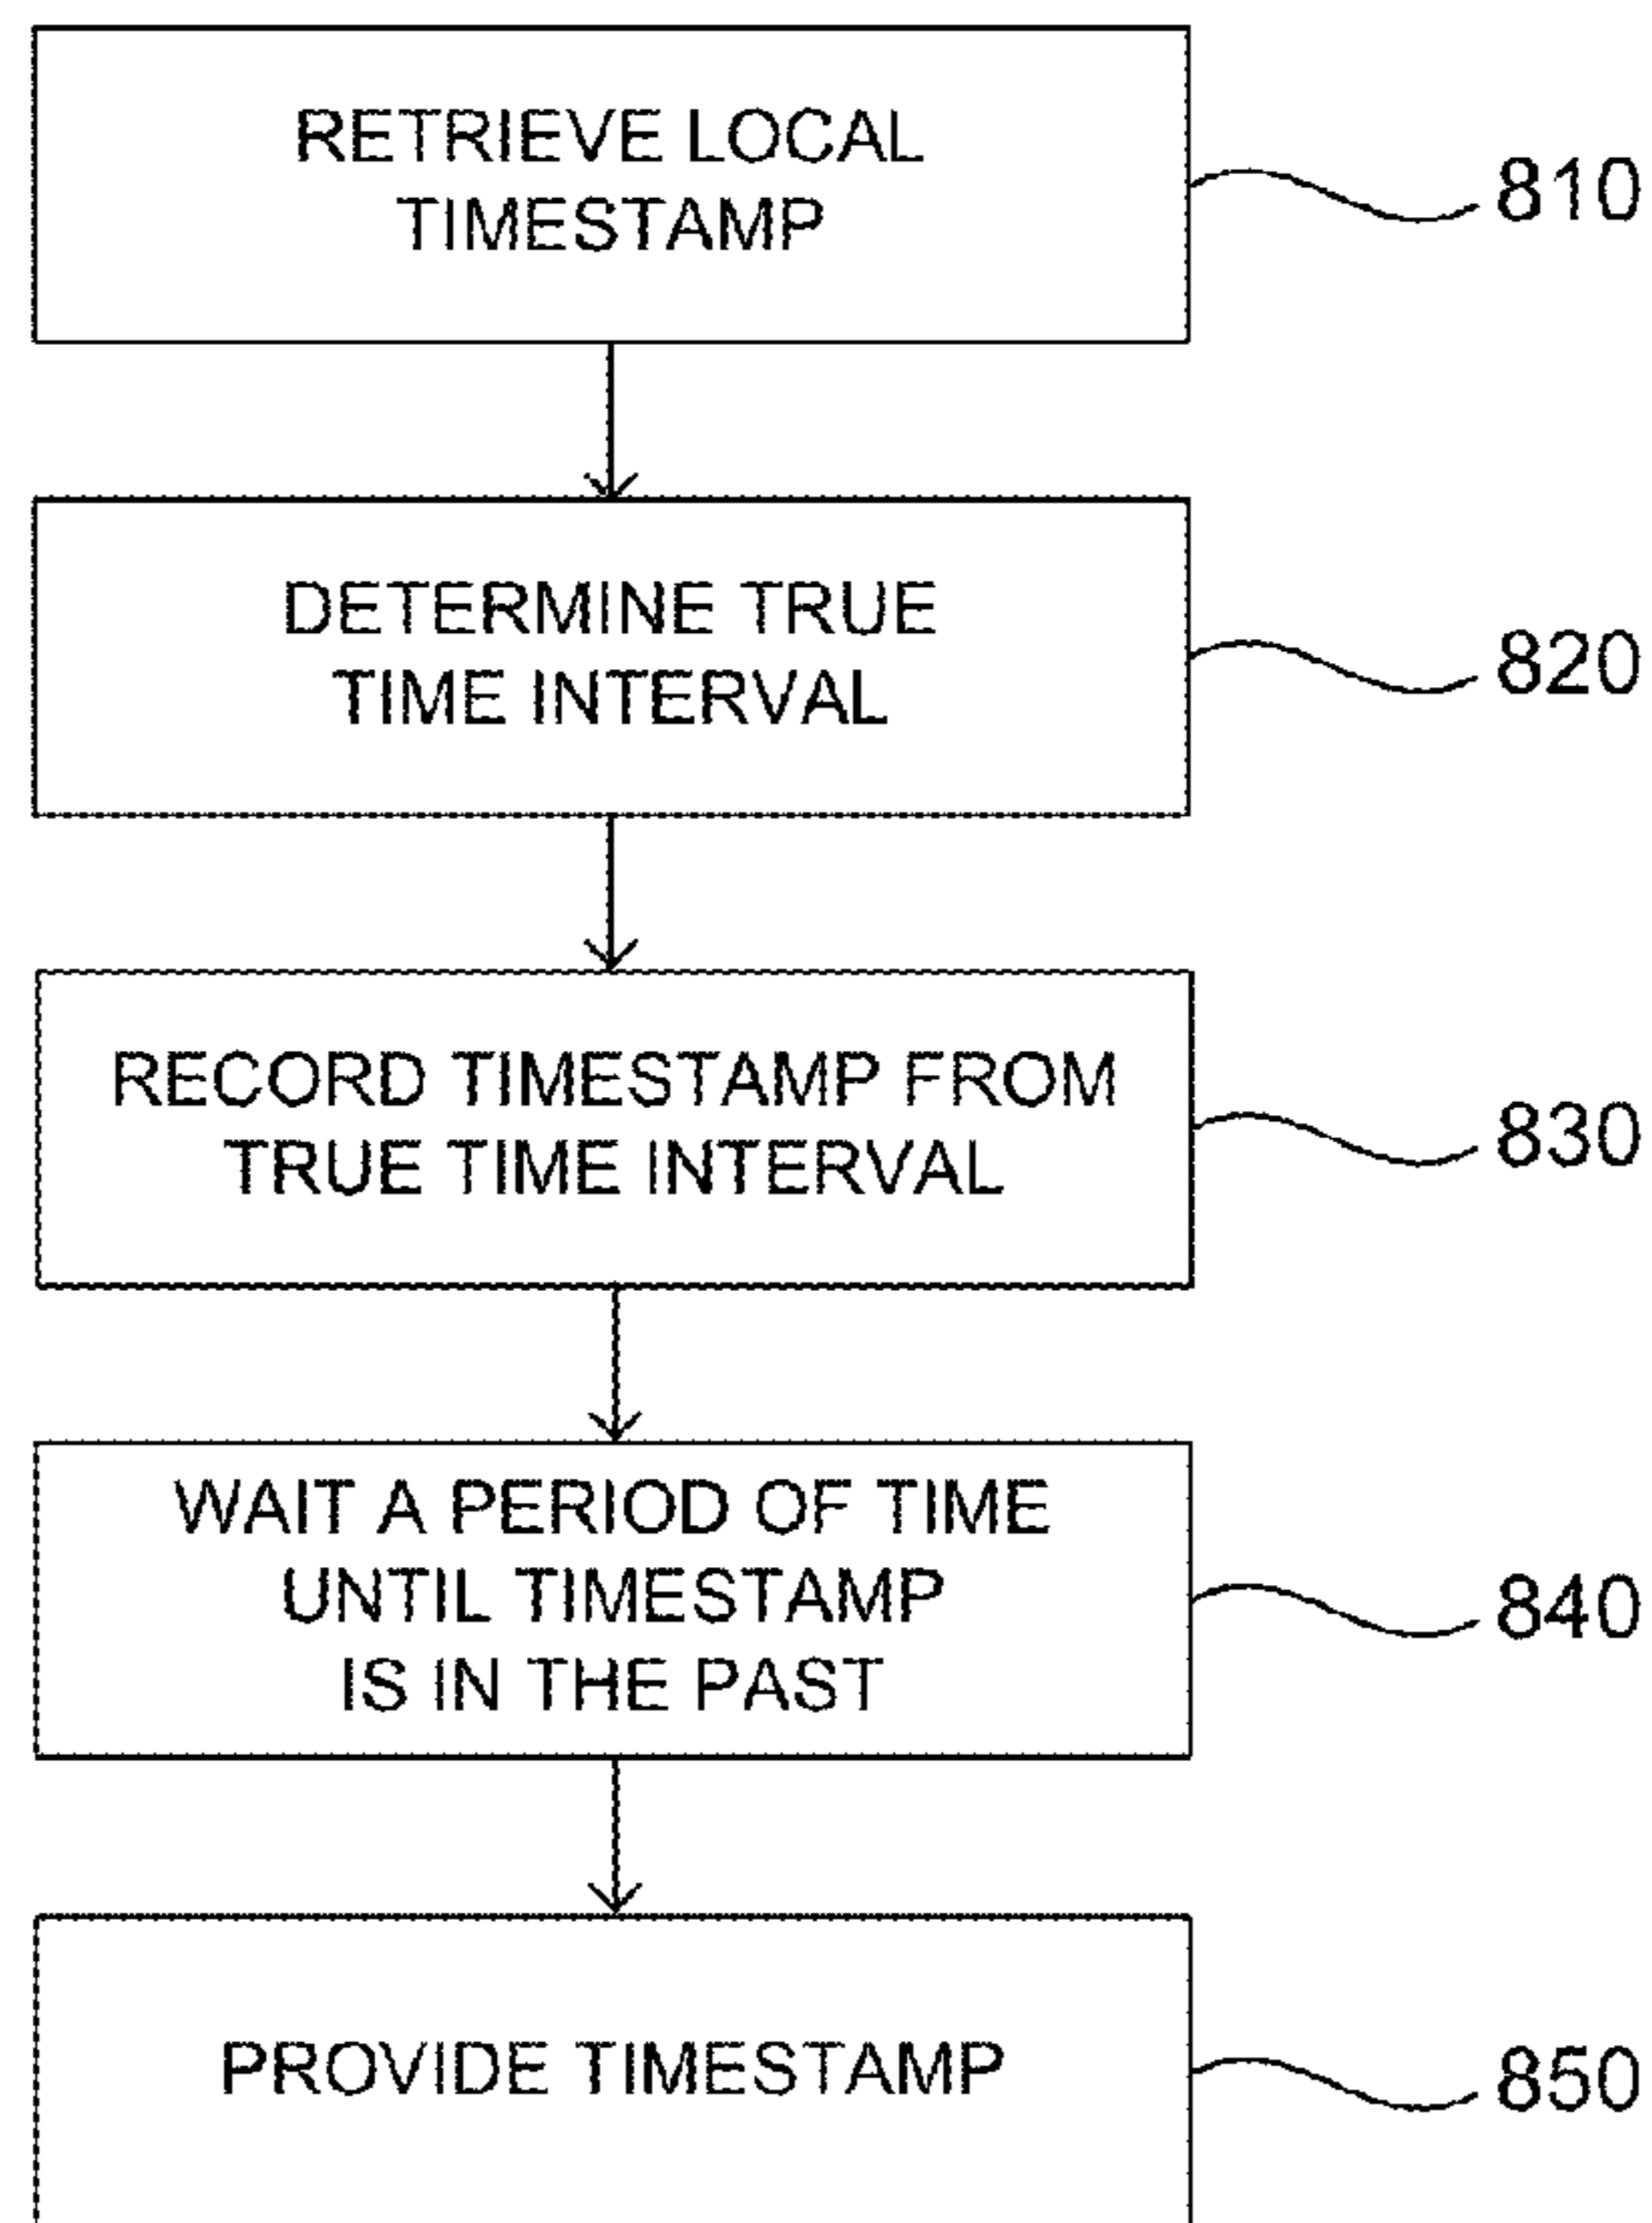 RETRIEVE LOCAL
TIMESTAMP
810
DETERMINE TRUE
TIME INTERVAL
820
RECORD TIMESTAMP FROM
TRUE TIME INTERVAL
830
WAIT A PERIOD OF TIME
UNTIL TIMESTAMP
IS IN THE PAST
840
PROVIDE TIMESTAMP
850